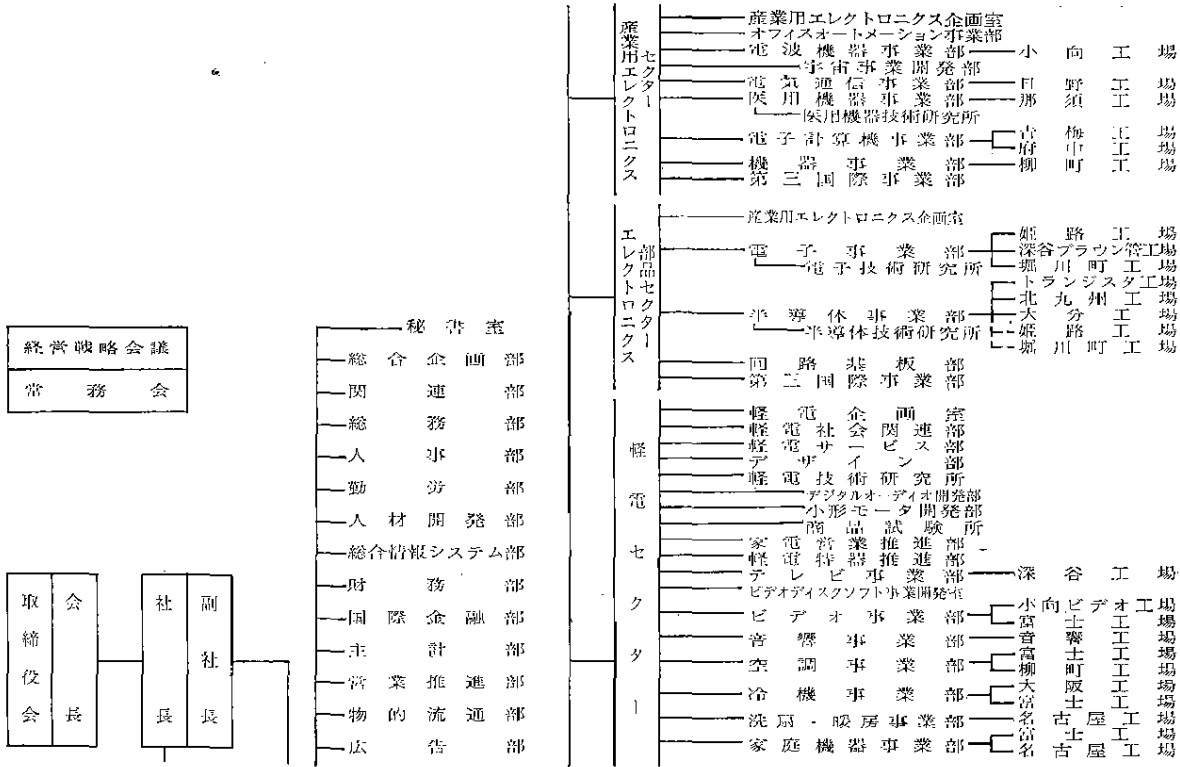 経営戦略会議
常務会
取締役会
会長
社長
副社長
秘書室
総合企画部
関連部
総務部
人事部
勤労部
人材開発部
総合情報システム部
財務部
国際金融部
主計部
営業推進部
物的流通部
広告部
産業用エレクトロニクス
セクター
産業用エレクトロニクス企画室
オフィスオートメーション事業部
電波機器事業部 小向工場
宇宙事業開発部
電気通信事業部 日野工場
医用機器事業部 那須工場
医用機器技術研究所
電子計算機事業部 青梅工場
府中工場
機器事業部 柳町工場
第三国際事業部
エレクトロニクス
部品セクター
産業用エレクトロニクス企画室
電子事業部 姫路工場
深谷ブラウン管工場
電子技術研究所 堀川町工場
トランジスタ工場
北九州工場
半導体事業部 大分工場
半導体技術研究所 姫路工場
堀川町工場
回路基板部
第三国際事業部
軽電セクター
軽電企画室
軽電社会関連部
軽電サービス部
デザイン部
軽電技術研究所
デジタルオーディオ開発部
小形モータ開発部
商品試験所
家電営業推進部
軽電特器推進部
テレビ事業部 深谷工場
ビデオディスクソフト事業開発室
ビデオ事業部 小向ビデオ工場
富士工場
音響事業部 音響工場
空調事業部 富士工場
柳町工場
冷機事業部 大阪工場
富士工場
洗扇・暖房事業部 名古屋工場
家庭機器事業部 富士工場
名古屋工場